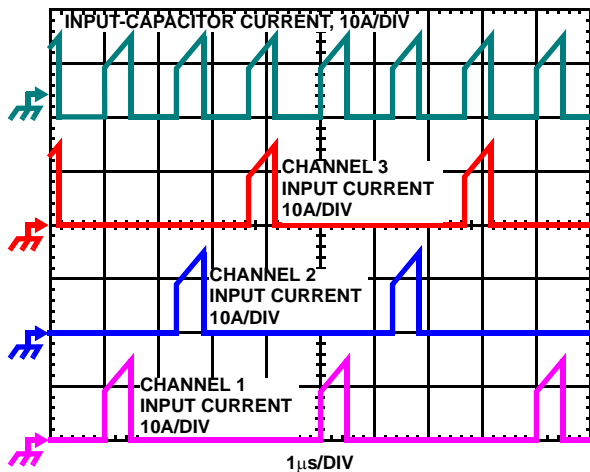 INPUT-CAPACITOR CURRENT, 10A/DIV
CHANNEL 3
INPUT CURRENT
10A/DIV
CHANNEL 2
INPUT CURRENT
10A/DIV
CHANNEL 1
INPUT CURRENT
10A/DIV
1μs/DIV